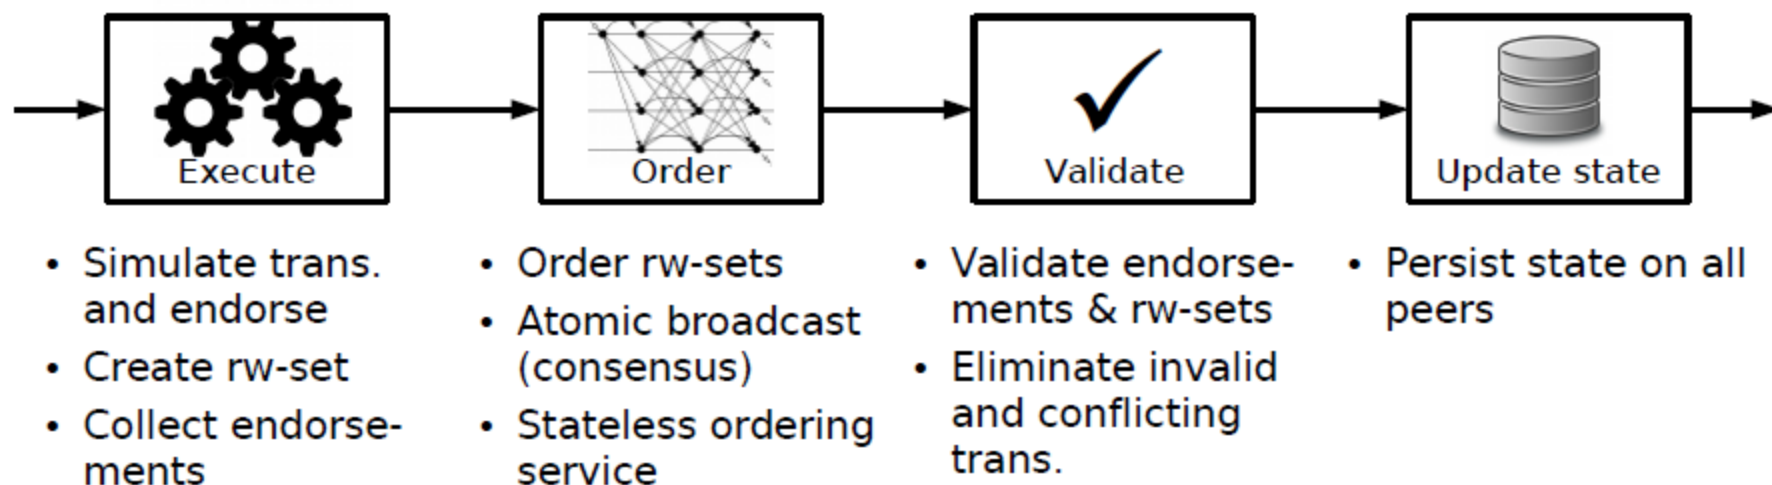 Execute
Order
Validate
Update state
• Simulate trans.
and endorse
• Create rw-set
• Collect endorse-
ments
• Order rw-sets
• Atomic broadcast
(consensus)
• Stateless ordering
service
• Validate endorse-
ments & rw-sets
• Eliminate invalid
and conflicting
trans.
• Persist state on all
peers